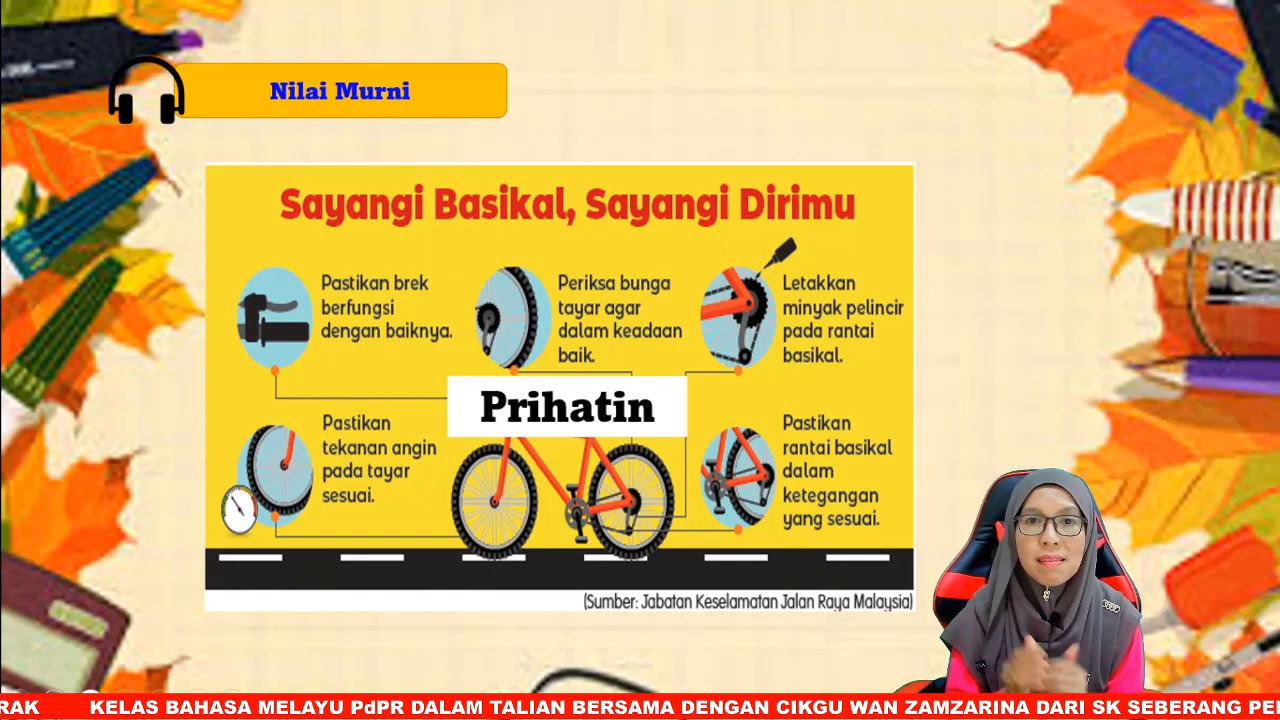 Nilai Murni
Sayangi Basikal, Sayangi Dirimu
Pastikan brek
berfungsi
dengan baiknya.
Periksa bunga
tayar agar
dalam keadaan
baik.
Letakkan
minyak pelincir
pada rantai
basikal.
Prihatin
Pastikan
tekanan angin
pada tayar
sesuai.
Pastikan
rantai basikal
dalam
ketegangan
yang sesuai.
(Sumber: Jabatan Keselamatan Jalan Raya Malaysia)
RAK KELAS BAHASA MELAYU PdPR DALAM TALIAN BERSAMA DENGAN CIKGU WAN ZAMZARINA DARI SK SEBERANG PE